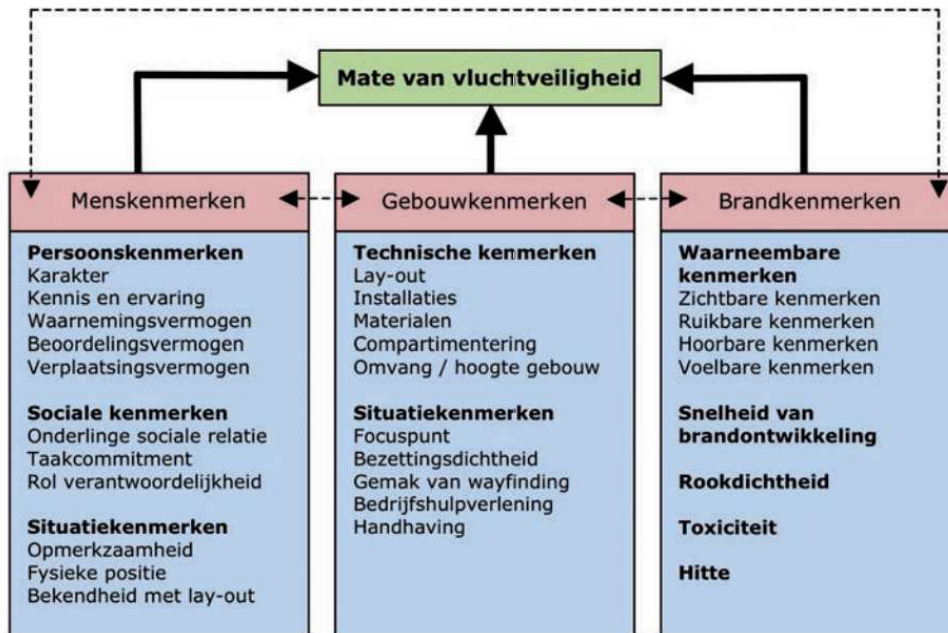 Mate van vluchtveiligheid
Menskenmerken
Persoonskenmerken
Karakter
Kennis en ervaring
Waarnemingsvermogen
Beoordelingsvermogen
Verplaatsingsvermogen
Sociale kenmerken
Onderlinge sociale relatie
Taakcommitment
Rol verantwoordelijkheid
Situatiekenmerken
Opmerkzaamheid
Fysieke positie
Bekendheid met lay-out
Gebouwkenmerken
Technische kenmerken
Lay-out
Installaties
Materialen
Compartimentering
Omvang / hoogte gebouw
Situatiekenmerken
Focuspunt
Bezettingsdichtheid
Gemak van wayfinding
Bedrijfshulpverlening
Handhaving
Brandkenmerken
Waarneembare
kenmerken
Zichtbare kenmerken
Ruikbare kenmerken
Hoorbare kenmerken
Voelbare kenmerken
Snelheid van
brandontwikkeling
Rookdichtheid
Toxiciteit
Hitte